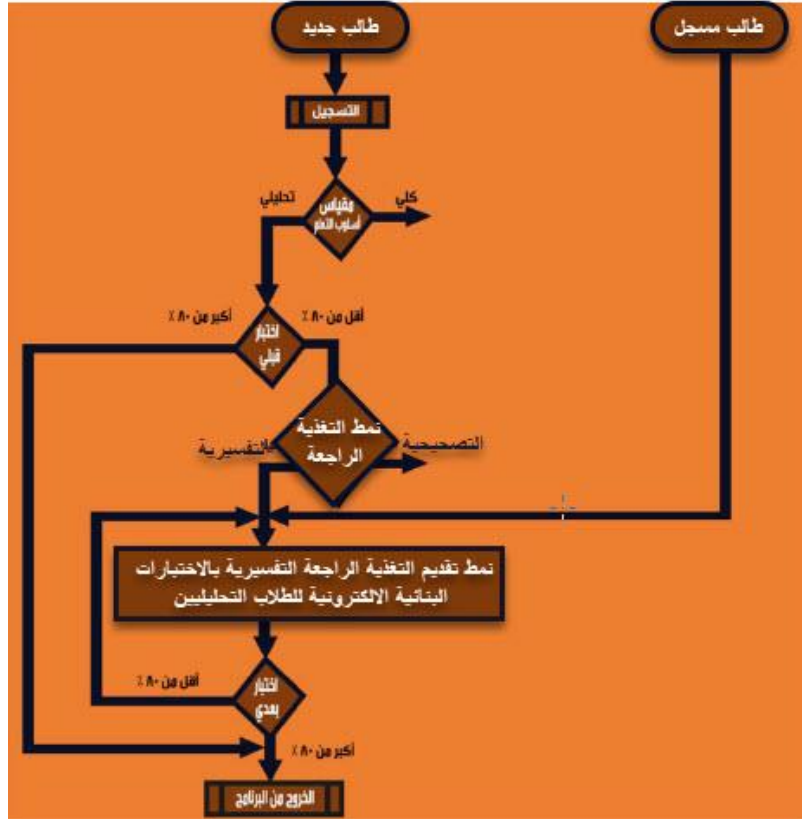 طالب مسجل
طالب جديد
التسجيل
كلي
تحليلي
مقياس
أسلوب التعلم
أقل من ٨٠ ٪
أكبر من ٨٠ ٪
اختبار
قبلي
نمط التغذية
الراجعة
التصحيحية
التفسيرية
نمط تقديم التغذية الراجعة التفسيرية بالاختبارات
البنائية الالكترونية للطلاب التحليليين
اختبار
بعدي
أقل من ٨٠ ٪
أكبر من ٨٠ ٪
الخروج من البرنامج